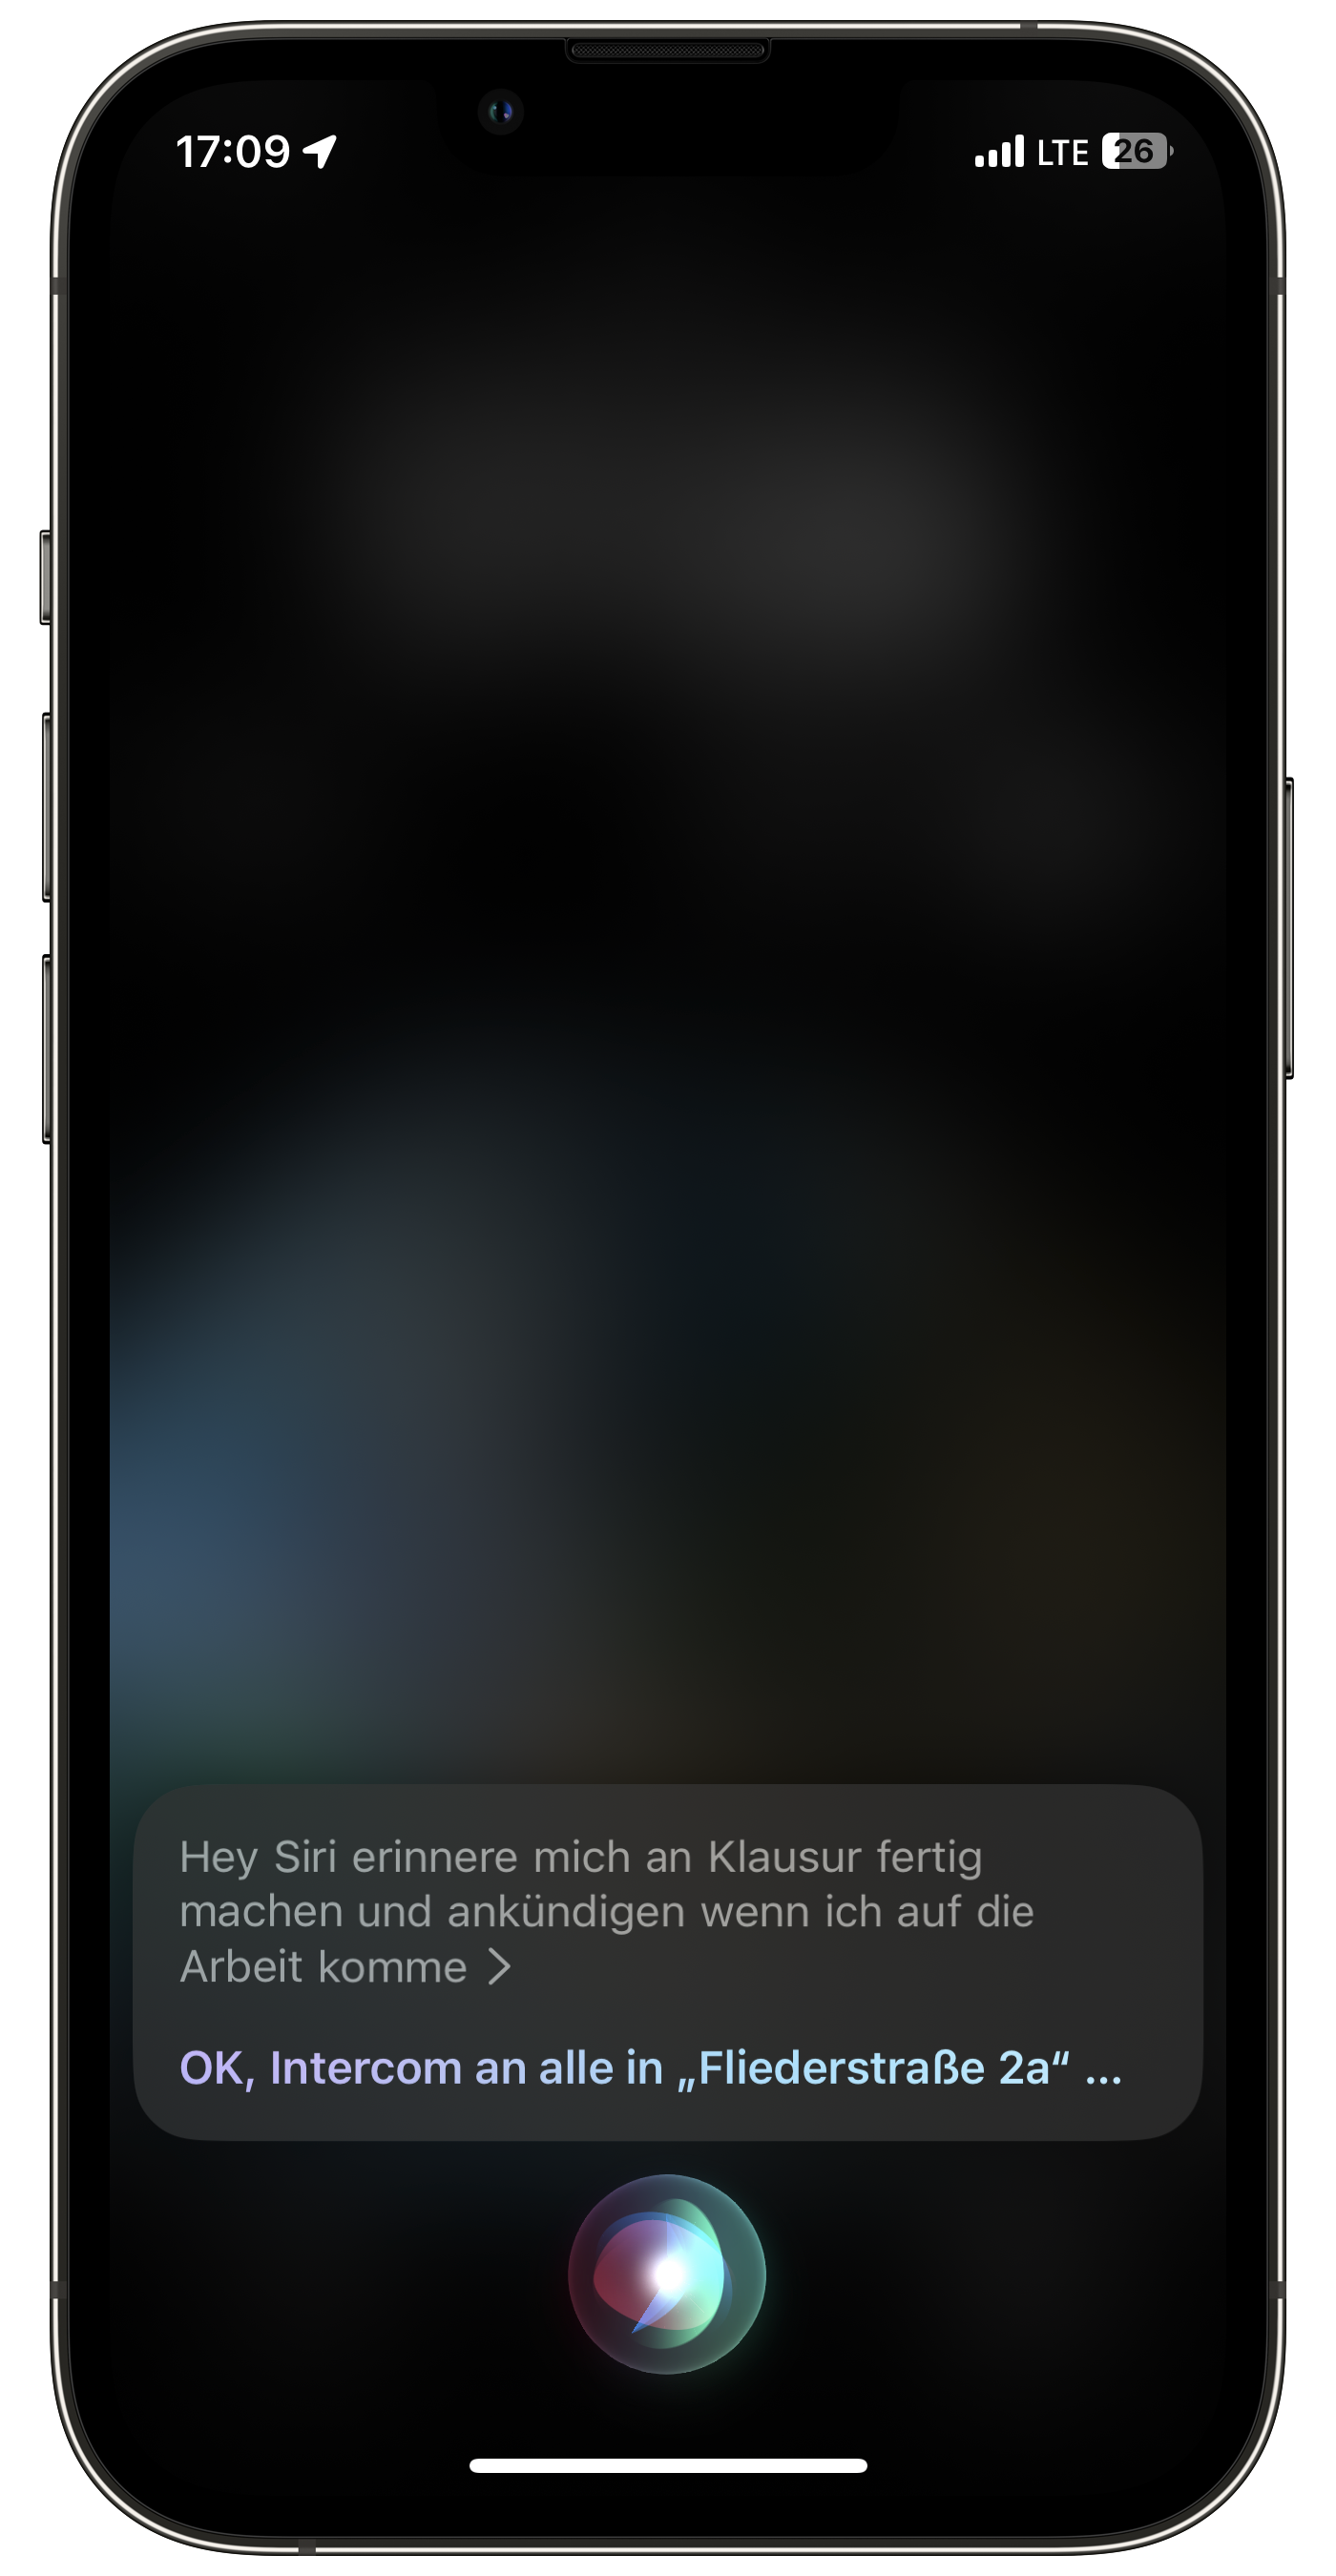 17:09 LTE 26
Hey Siri erinnere mich an Klausur fertig
machen und ankündigen wenn ich auf die
Arbeit komme >
OK, Intercom an alle in „Fliederstraße 2a“ ...